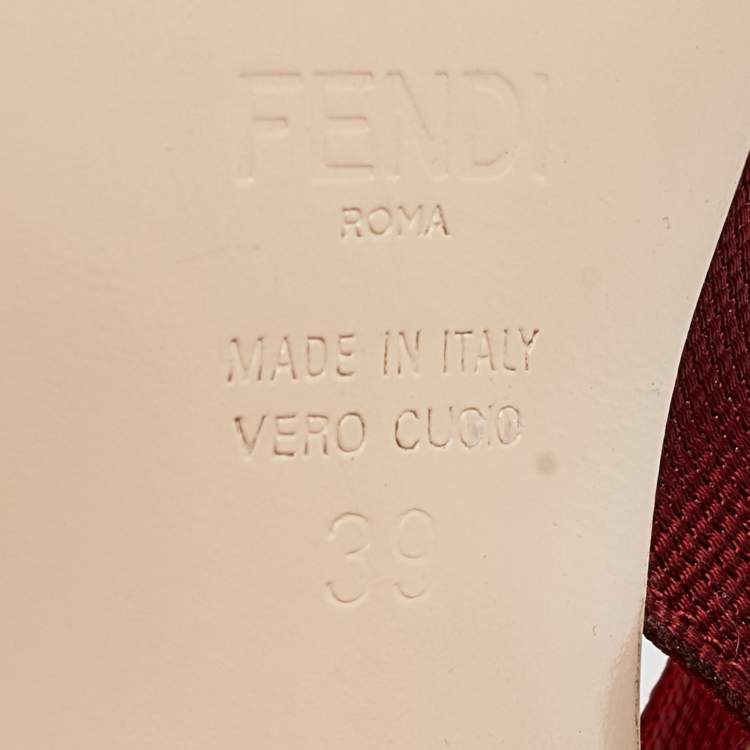 FENDI
ROMA
MADE IN ITALY
VERO CUOIO
39